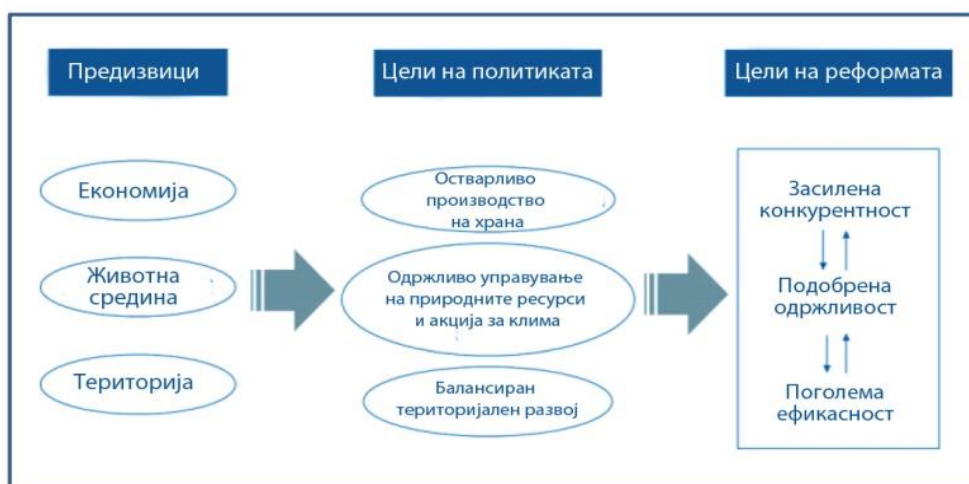 Предизвици
Економија
Животна
средина
Територија
Цели на политиката
Остварливо
производство
на храна
Одржливо управување
на природните ресурси
и акција за клима
Балансиран
територијален развој
Цели на реформата
Засилена
конкурентност
Подобрена
одржливост
Поголема
ефикасност